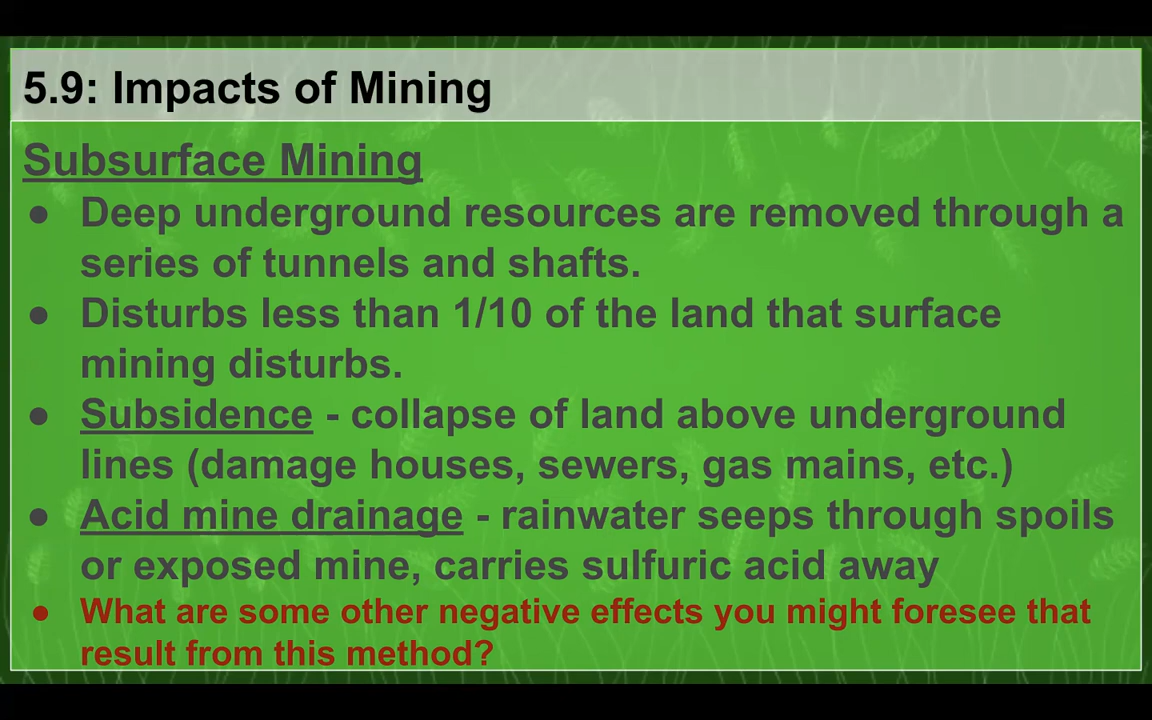 5.9: Impacts of Mining
Subsurface Mining
● Deep underground resources are removed through a
series of tunnels and shafts.
● Disturbs less than 1/10 of the land that surface
mining disturbs.
● Subsidence - collapse of land above underground
lines (damage houses, sewers, gas mains, etc.)
● Acid mine drainage - rainwater seeps through spoils
or exposed mine, carries sulfuric acid away
● What are some other negative effects you might foresee that
result from this method?